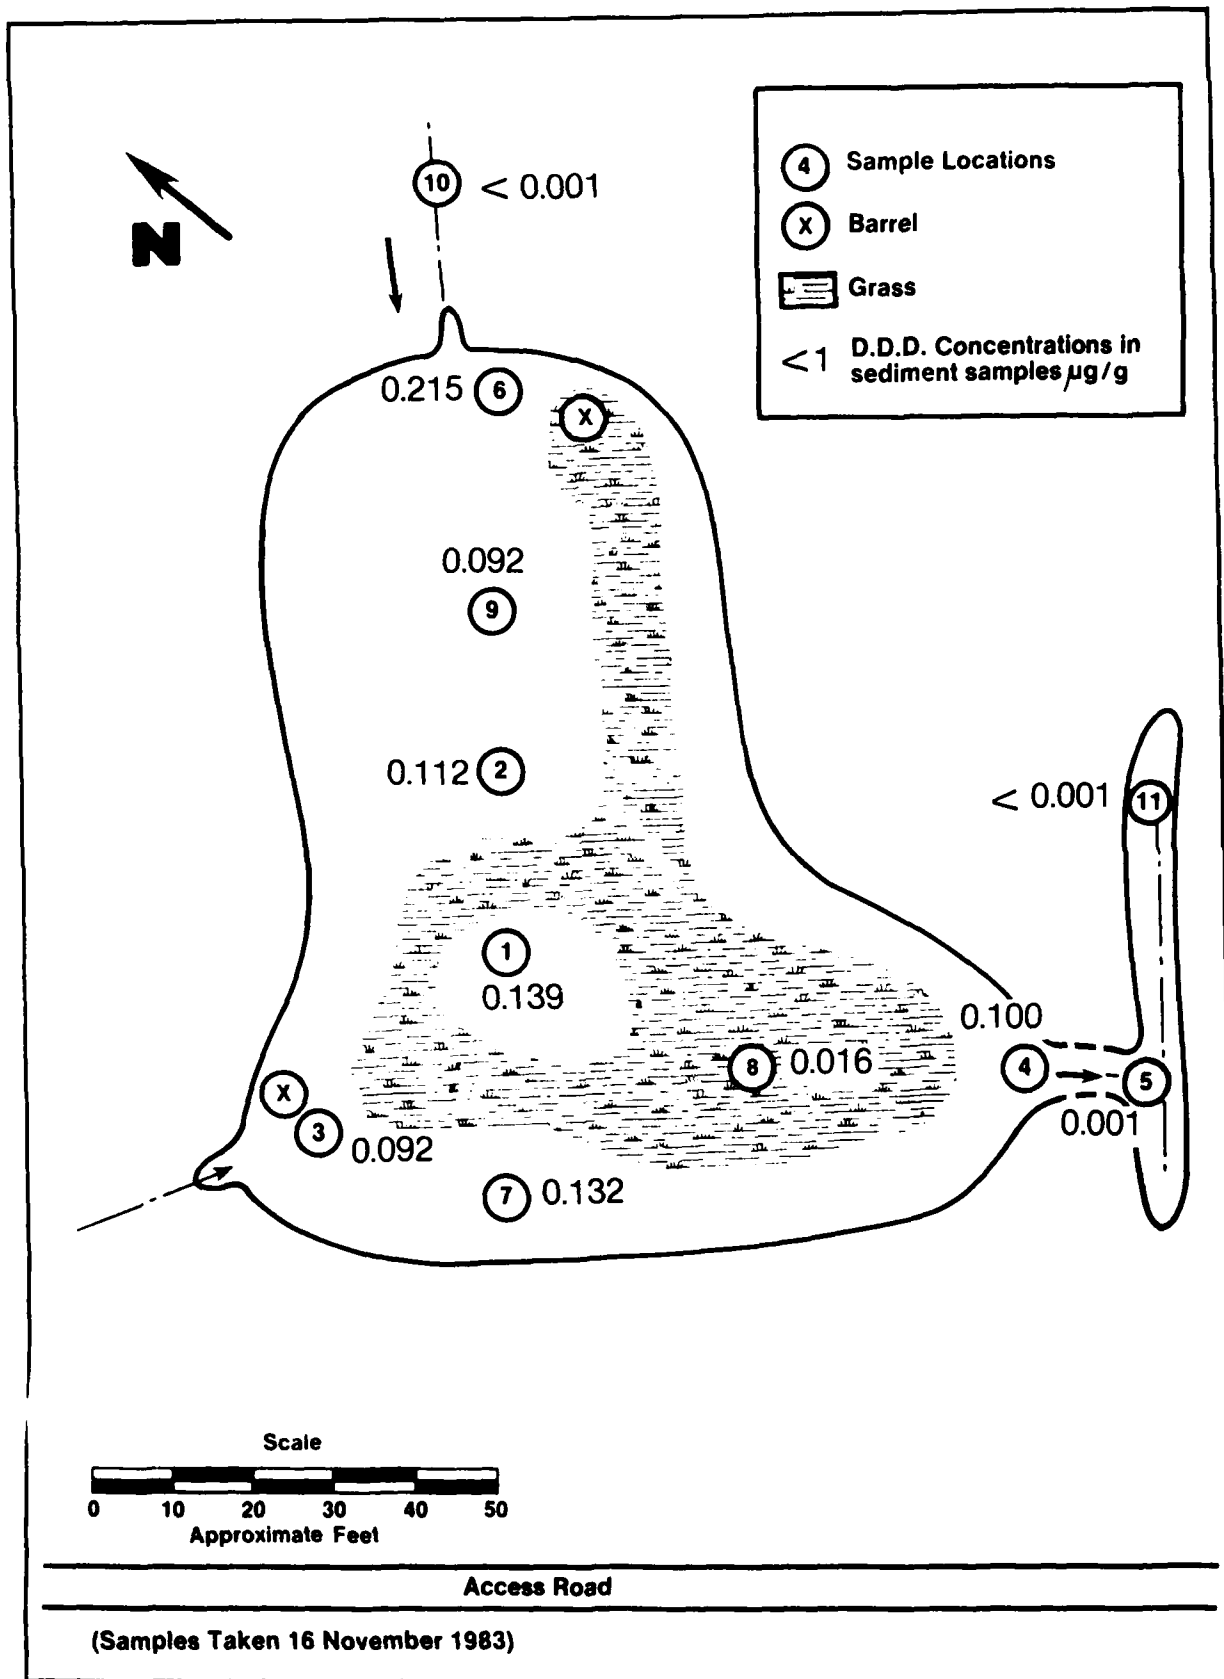 4 Sample Locations
X Barrel
Grass
<1 D.D.D. Concentrations in
sediment samples µg/g
N
10 < 0.001
0.215 6
X
0.092
9
0.112 2
< 0.001 11
1
0.139
0.100
8 0.016
4
5
0.001
X
3
0.092
7 0.132
Scale
0 10 20 30 40 50
Approximate Feet
Access Road
(Samples Taken 16 November 1983)